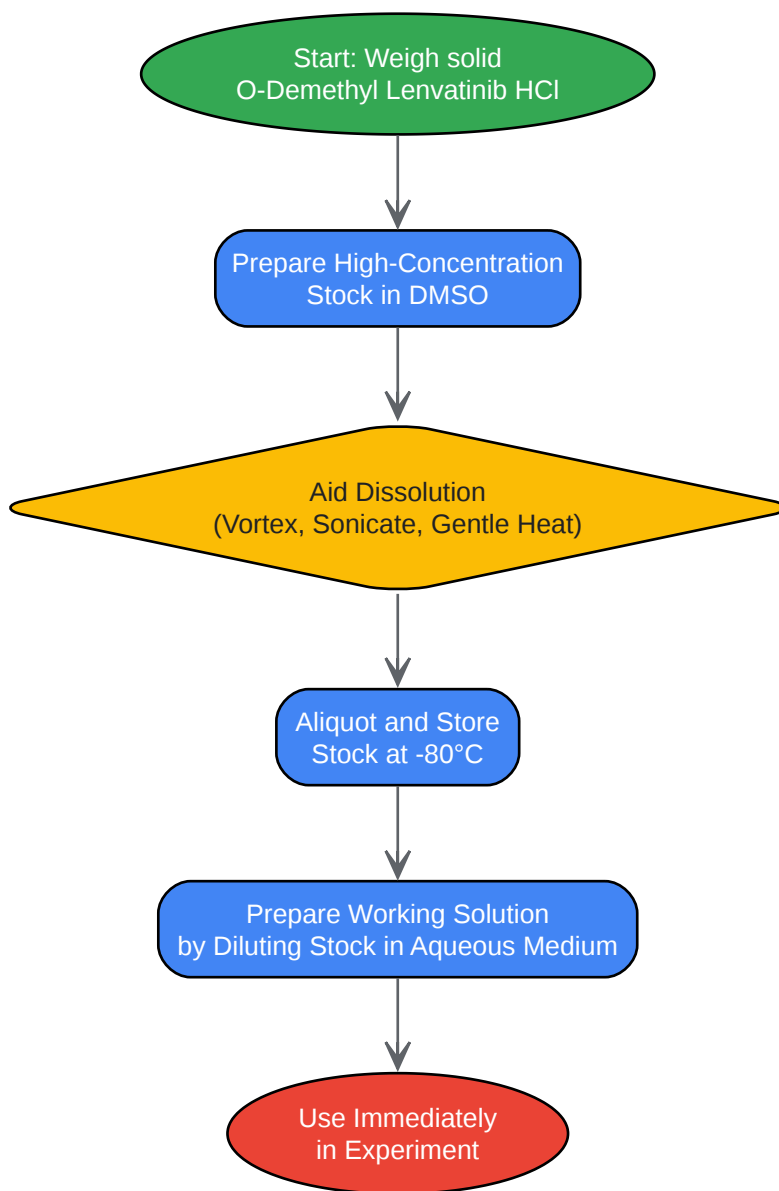 Start: Weigh solid
O-Demethyl Lenvatinib HCl
Prepare High-Concentration
Stock in DMSO
Aid Dissolution
(Vortex, Sonicate, Gentle Heat)
Aliquot and Store
Stock at -80°C
Prepare Working Solution
by Diluting Stock in Aqueous Medium
Use Immediately
in Experiment